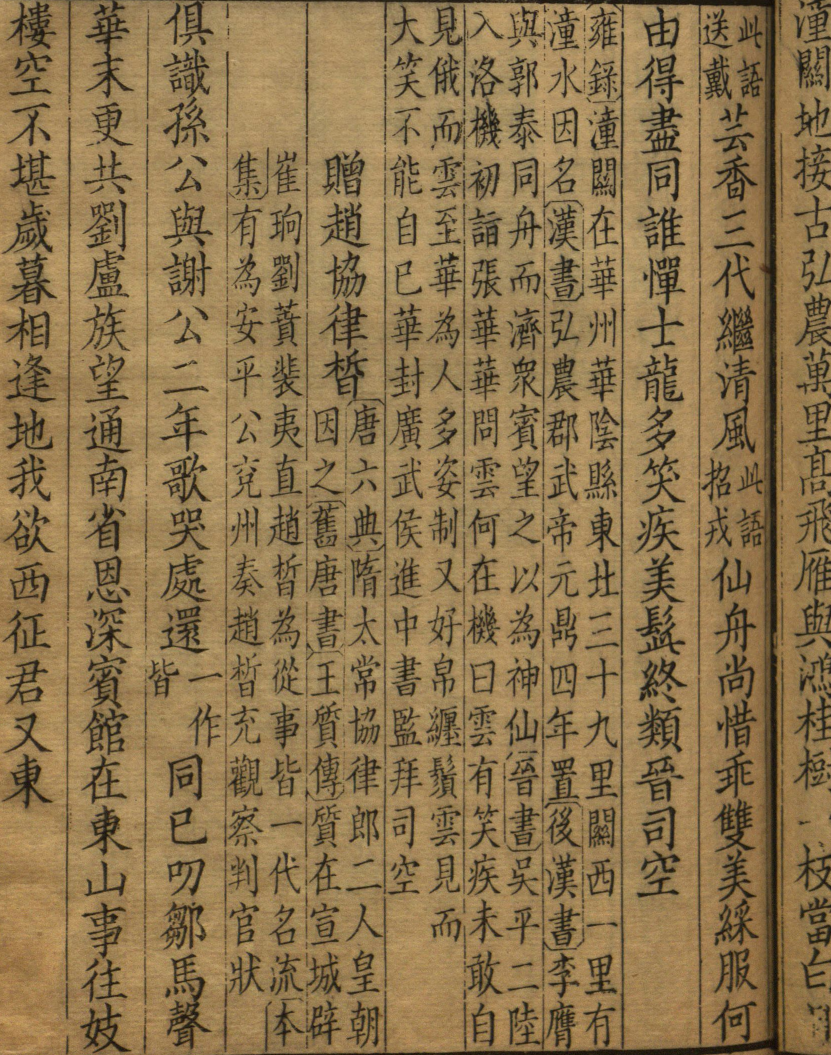 潼關地接古弘農萬里高飛雁與鴻桂樹一枝當白
此語
送戴
芸香三代繼清風
此語
招戎
仙舟尚惜乖雙美綵服何
由得盡同誰憚士龍多笑疾美髭終類晉司空
雍錄潼關在華州華陰縣東北三十九里關西一里有
潼水因名漢書弘農郡武帝元鼎四年置後漢書李膺
與郭泰同舟而濟衆賓望之以為神仙晉書吳平二陸
入洛機初詣張華華問雲何在機曰雲有笑疾未敢自
見俄而雲至華為人多姿制又好帛纏鬚雲見而
大笑不能自已華封廣武侯進中書監拜司空
贈趙協律晳
唐六典隋太常協律郎二人皇朝
因之舊唐書王質傳質在宣城辟
崔珦劉蕡裴夷直趙晳為從事皆一代名流本
集有為安平公兗州奏趙晳充觀察判官狀
俱識孫公與謝公二年歌哭處還
一作
皆
同已叨鄒馬聲
華末更共劉盧族望通南省恩深賓館在東山事往妓
樓空不堪歲暮相逢地我欲西征君又東